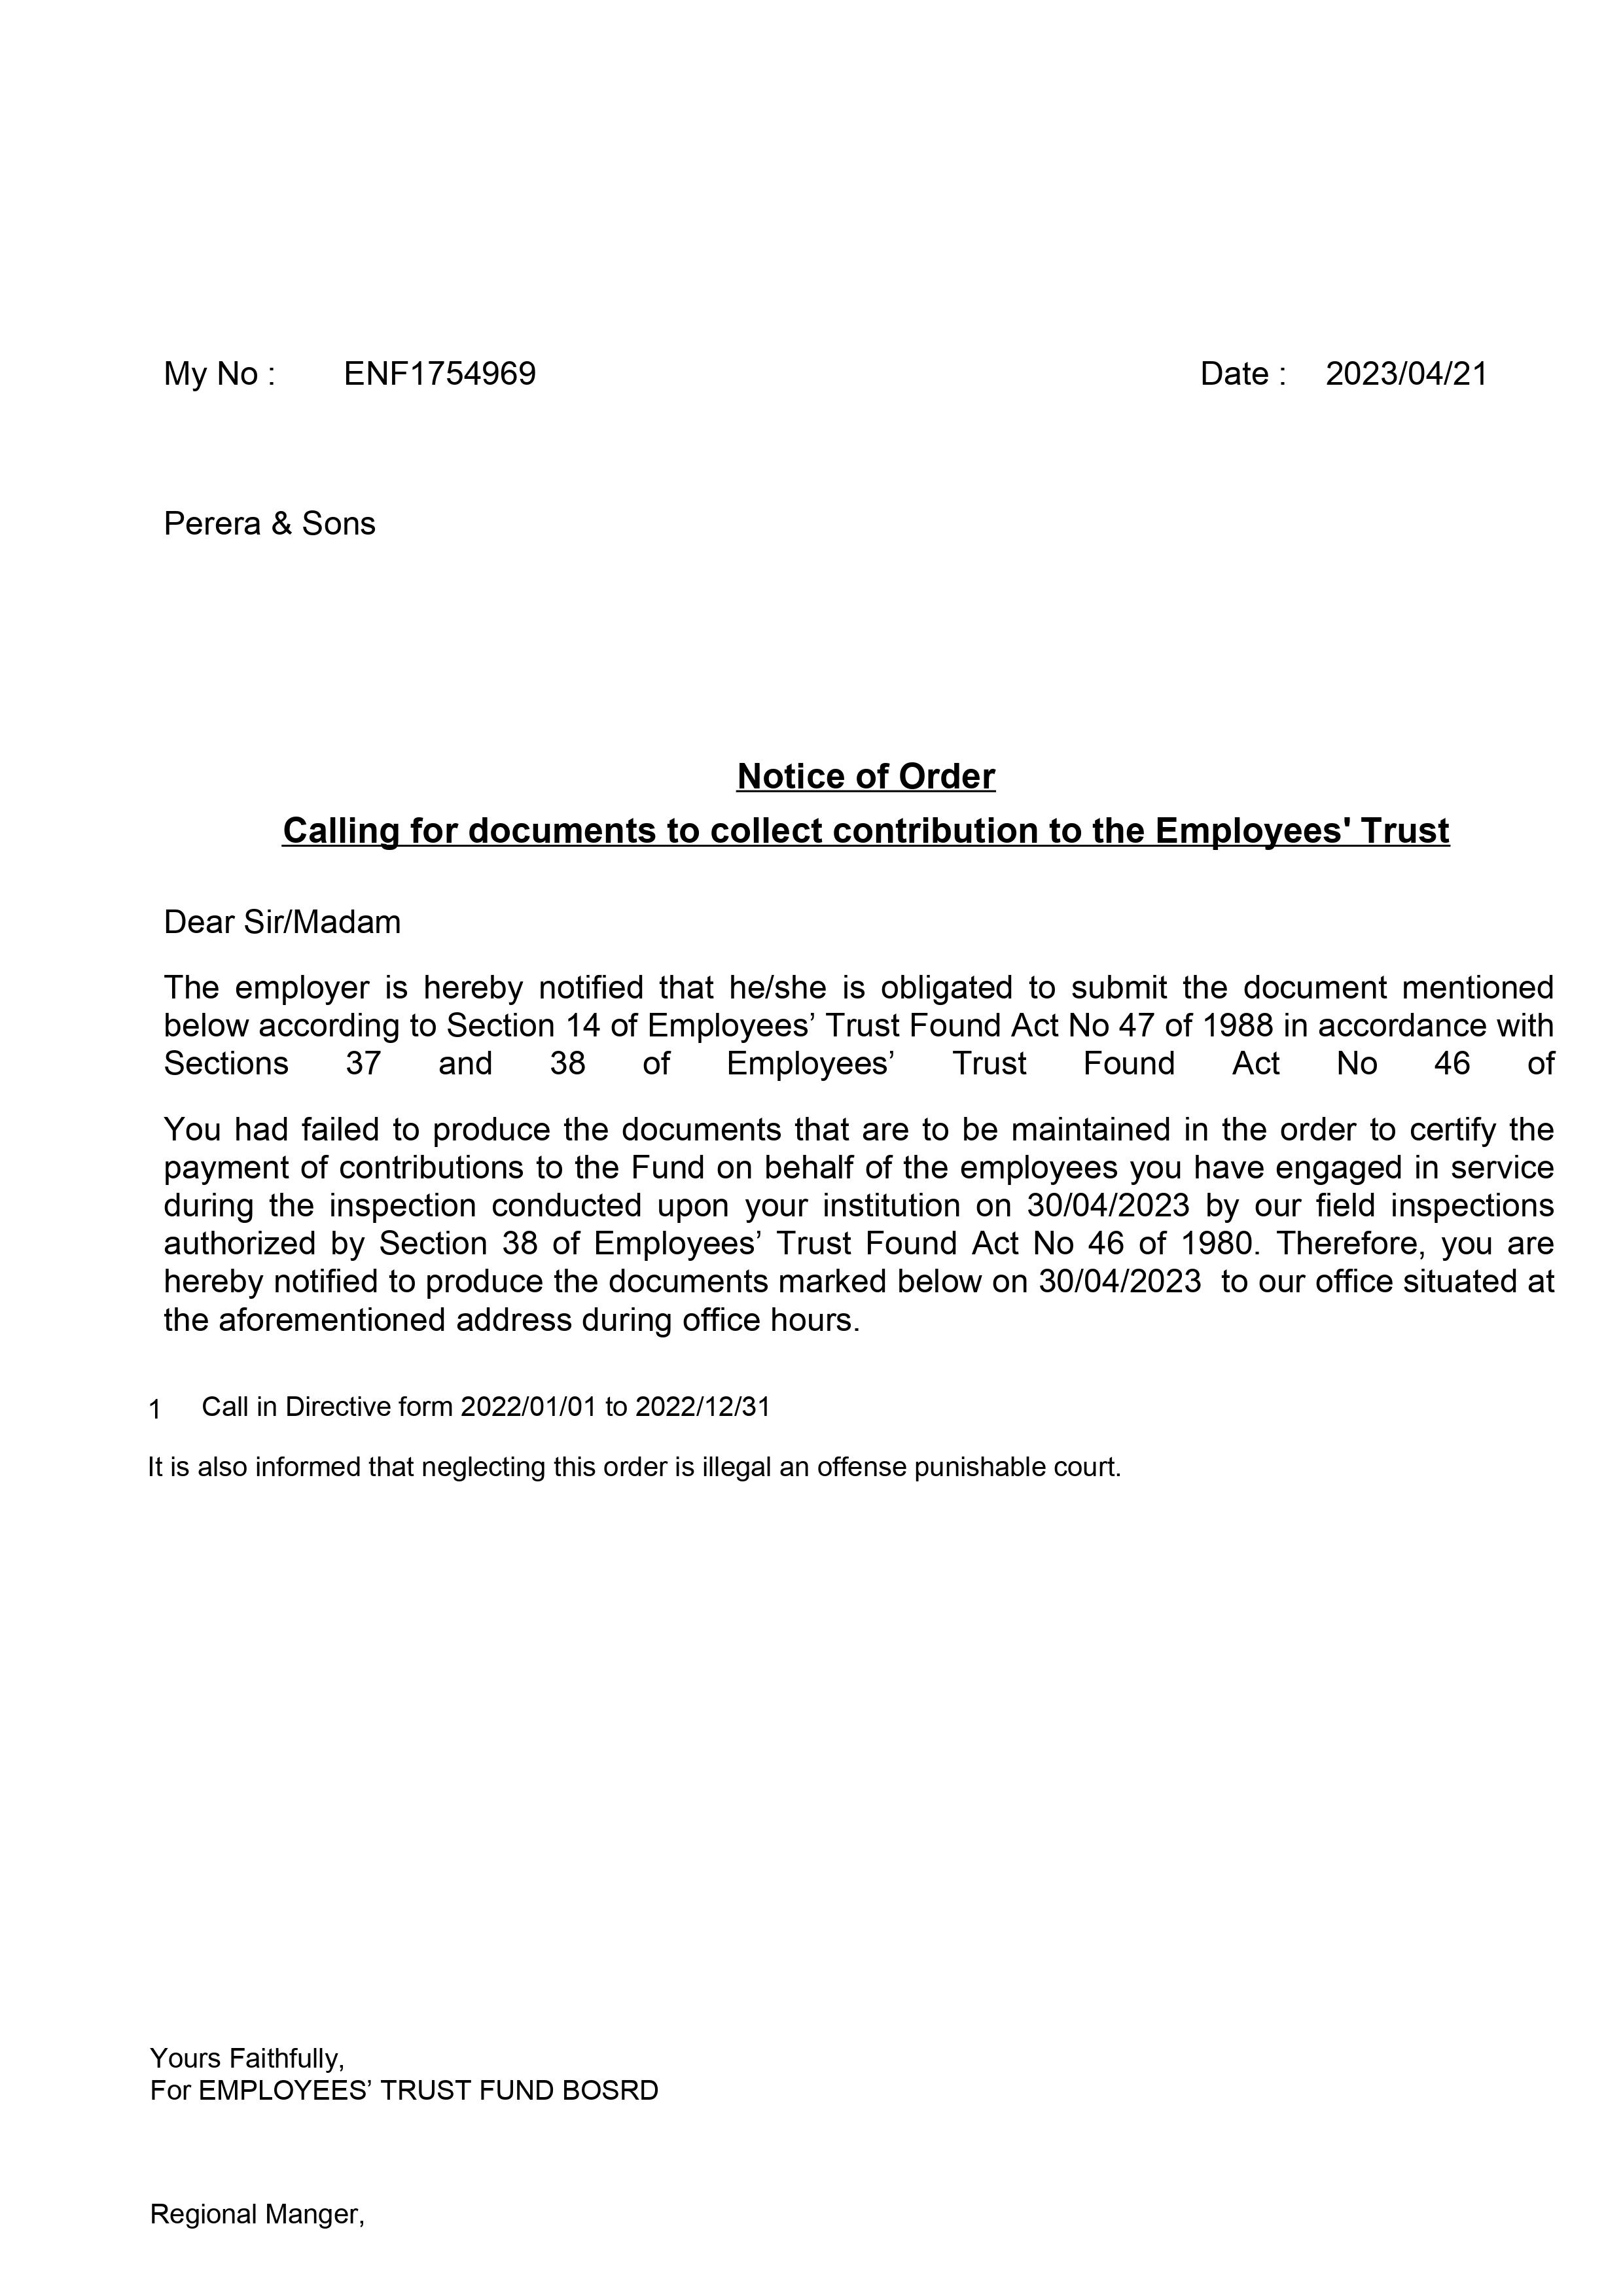 My No : ENF1754969 Date : 2023/04/21
Perera & Sons
Notice of Order
Calling for documents to collect contribution to the Employees' Trust
Dear Sir/Madam
The employer is hereby notified that he/she is obligated to submit the document mentioned
below according to Section 14 of Employees’ Trust Found Act No 47 of 1988 in accordance with
Sections 37 and 38 of Employees’ Trust Found Act No 46 of
You had failed to produce the documents that are to be maintained in the order to certify the
payment of contributions to the Fund on behalf of the employees you have engaged in service
during the inspection conducted upon your institution on 30/04/2023 by our field inspections
authorized by Section 38 of Employees’ Trust Found Act No 46 of 1980. Therefore, you are
hereby notified to produce the documents marked below on 30/04/2023 to our office situated at
the aforementioned address during office hours.
1 Call in Directive form 2022/01/01 to 2022/12/31
It is also informed that neglecting this order is illegal an offense punishable court.
Yours Faithfully,
For EMPLOYEES’ TRUST FUND BOSRD
Regional Manger,